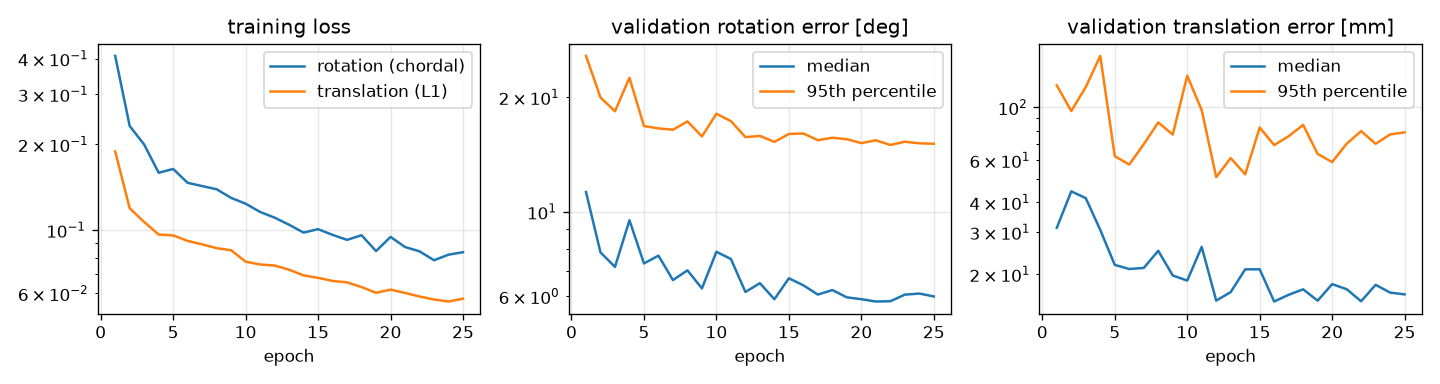 training loss
4 × 10⁻¹
3 × 10⁻¹
2 × 10⁻¹
10⁻¹
6 × 10⁻²
rotation (chordal)
translation (L1)
0 5 10 15 20 25
epoch
validation rotation error [deg]
2 × 10¹
10¹
6 × 10⁰
median
95th percentile
0 5 10 15 20 25
epoch
validation translation error [mm]
10²
6 × 10¹
4 × 10¹
3 × 10¹
2 × 10¹
median
95th percentile
0 5 10 15 20 25
epoch